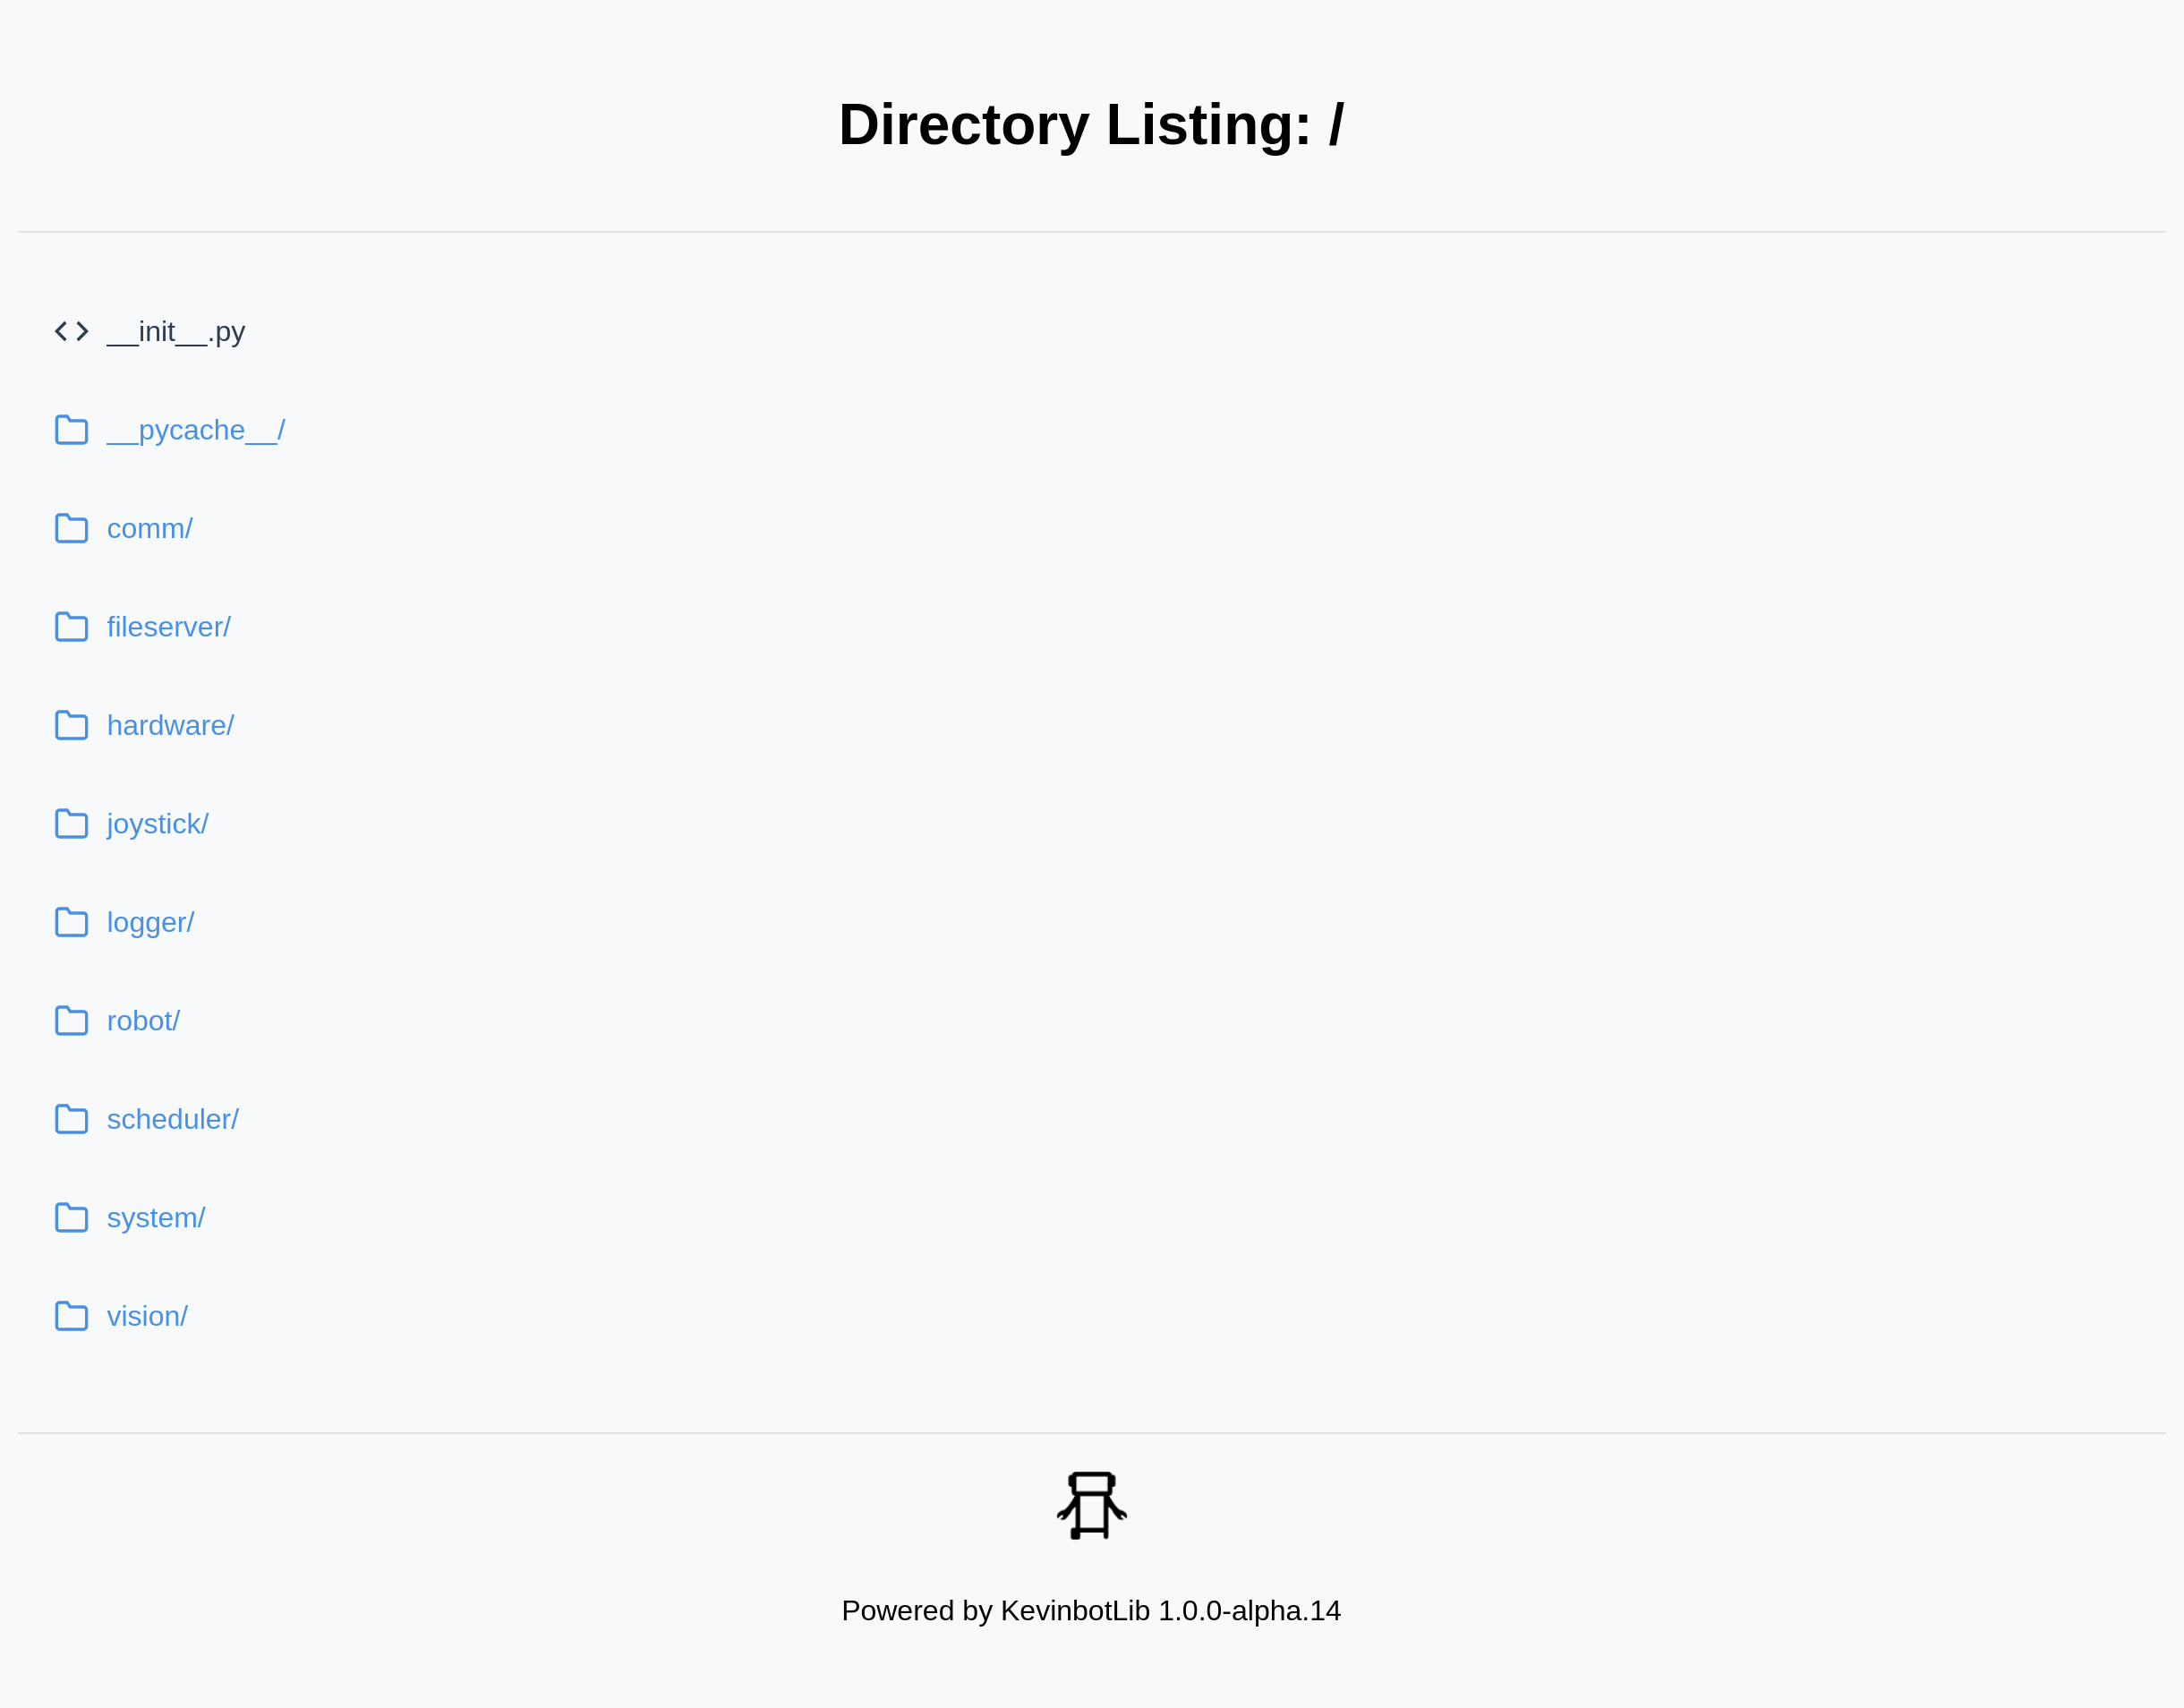 Directory Listing: /
__init__.py
__pycache__/
comm/
fileserver/
hardware/
joystick/
logger/
robot/
scheduler/
system/
vision/
Powered by KevinbotLib 1.0.0-alpha.14